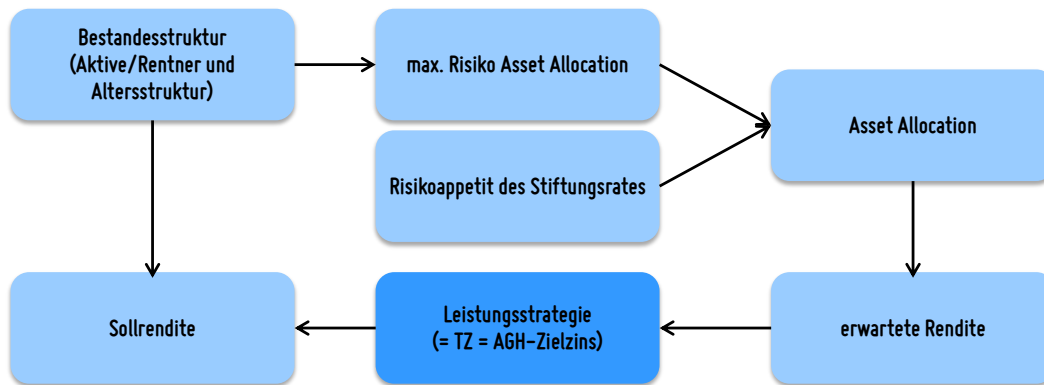 Bestandesstruktur
(Aktive/Rentner und
Altersstruktur)
max. Risiko Asset Allocation
Asset Allocation
Risikoappetit des Stiftungsrates
Sollrendite
Leistungsstrategie
(= TZ = AGH-Zielzins)
erwartete Rendite